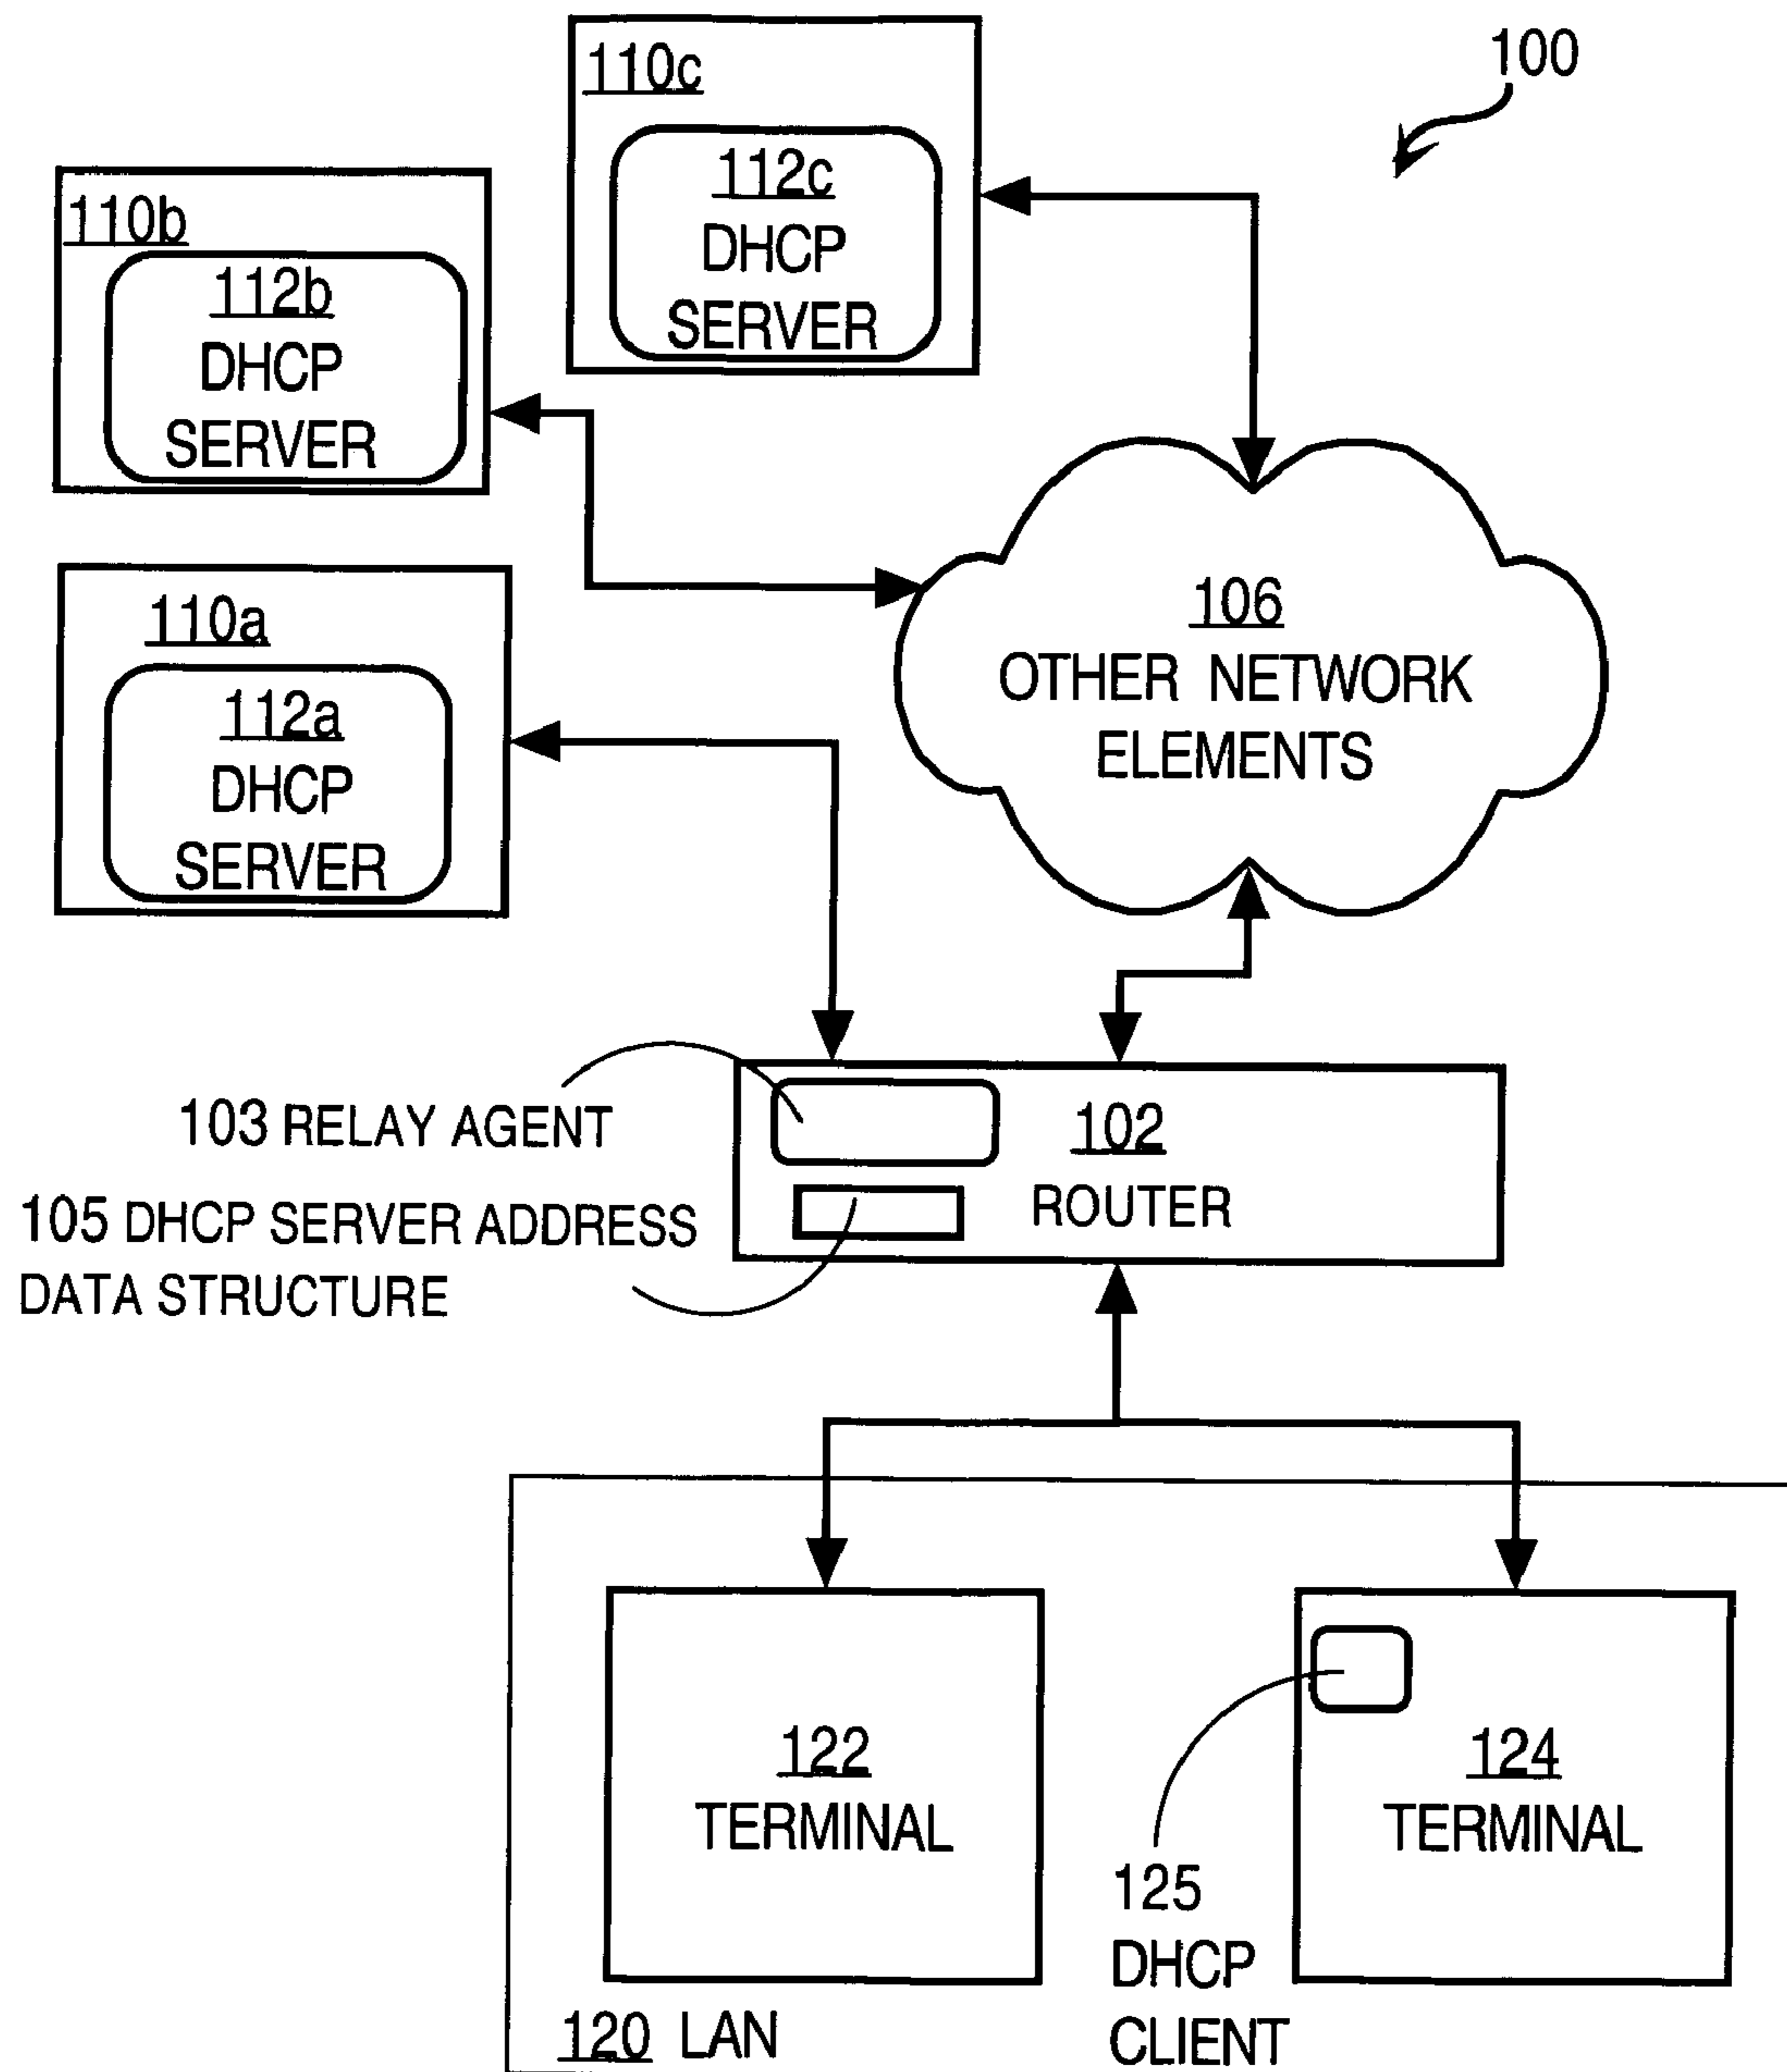 100
110c
112c
DHCP
SERVER
110b
112b
DHCP
SERVER
110a
112a
DHCP
SERVER
106
OTHER NETWORK
ELEMENTS
103 RELAY AGENT
105 DHCP SERVER ADDRESS
DATA STRUCTURE
102
ROUTER
122
TERMINAL
124
TERMINAL
125
DHCP
CLIENT
120 LAN